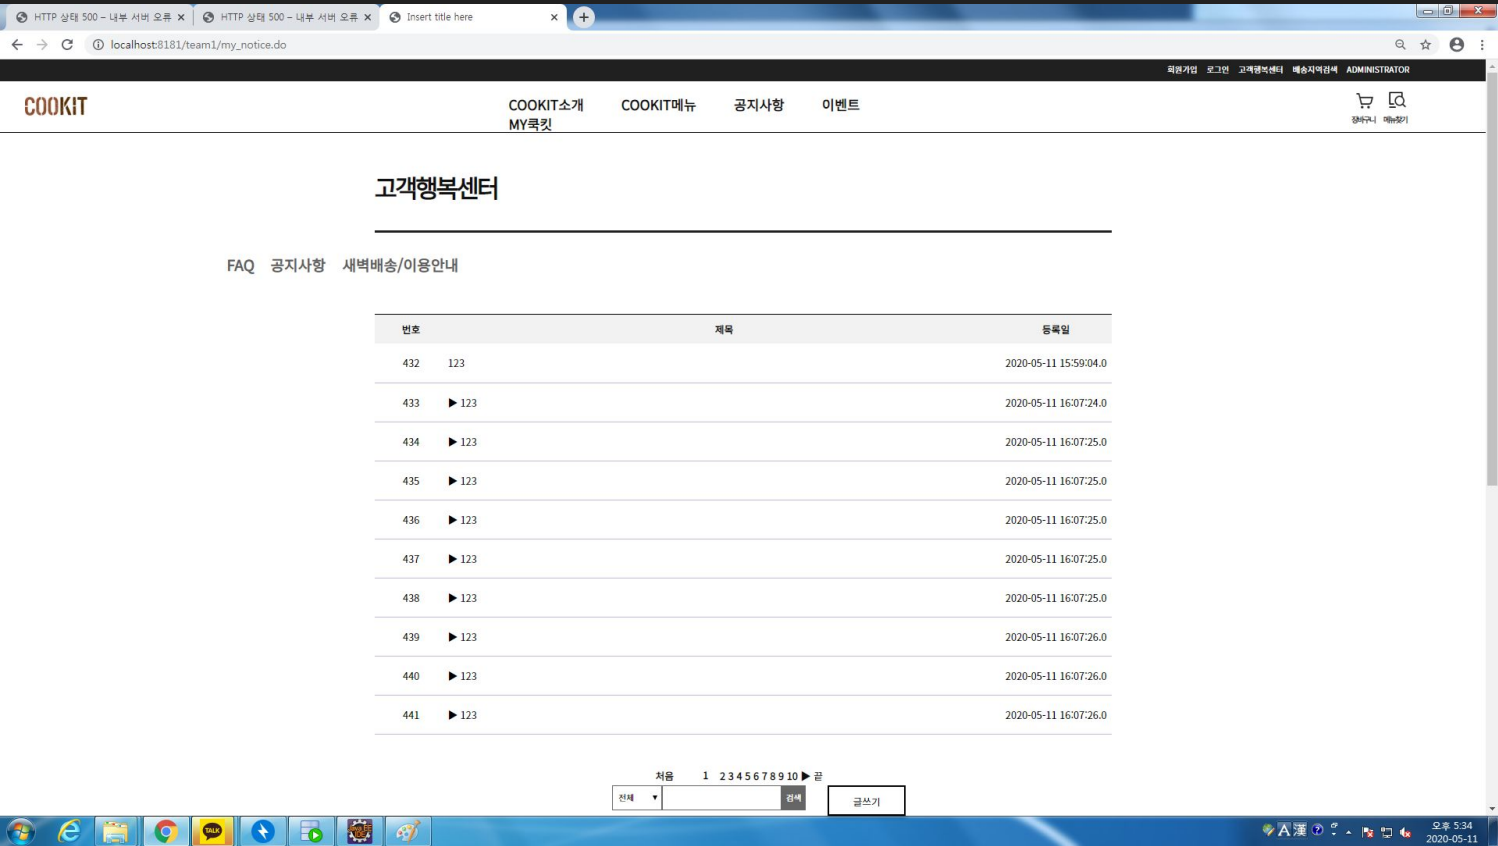 HTTP 상태 500 – 내부 서버 오류
HTTP 상태 500 – 내부 서버 오류
Insert title here
localhost:8181/team1/my_notice.do
회원가입 로그인 고객행복센터 배송지역검색 ADMINISTRATOR
COOKIT
COOKIT소개 COOKIT메뉴 공지사항 이벤트
MY쿡킷
장바구니 메뉴찾기
고객행복센터
FAQ 공지사항 새벽배송/이용안내
번호 제목 등록일
432 123 2020-05-11 15:59:04.0
433 ▶ 123 2020-05-11 16:07:24.0
434 ▶ 123 2020-05-11 16:07:25.0
435 ▶ 123 2020-05-11 16:07:25.0
436 ▶ 123 2020-05-11 16:07:25.0
437 ▶ 123 2020-05-11 16:07:25.0
438 ▶ 123 2020-05-11 16:07:25.0
439 ▶ 123 2020-05-11 16:07:26.0
440 ▶ 123 2020-05-11 16:07:26.0
441 ▶ 123 2020-05-11 16:07:26.0
처음 1 2 3 4 5 6 7 8 9 10 ▶ 끝
전체 ▼ 검색 글쓰기
TALK
A 漢
오후 5:34
2020-05-11